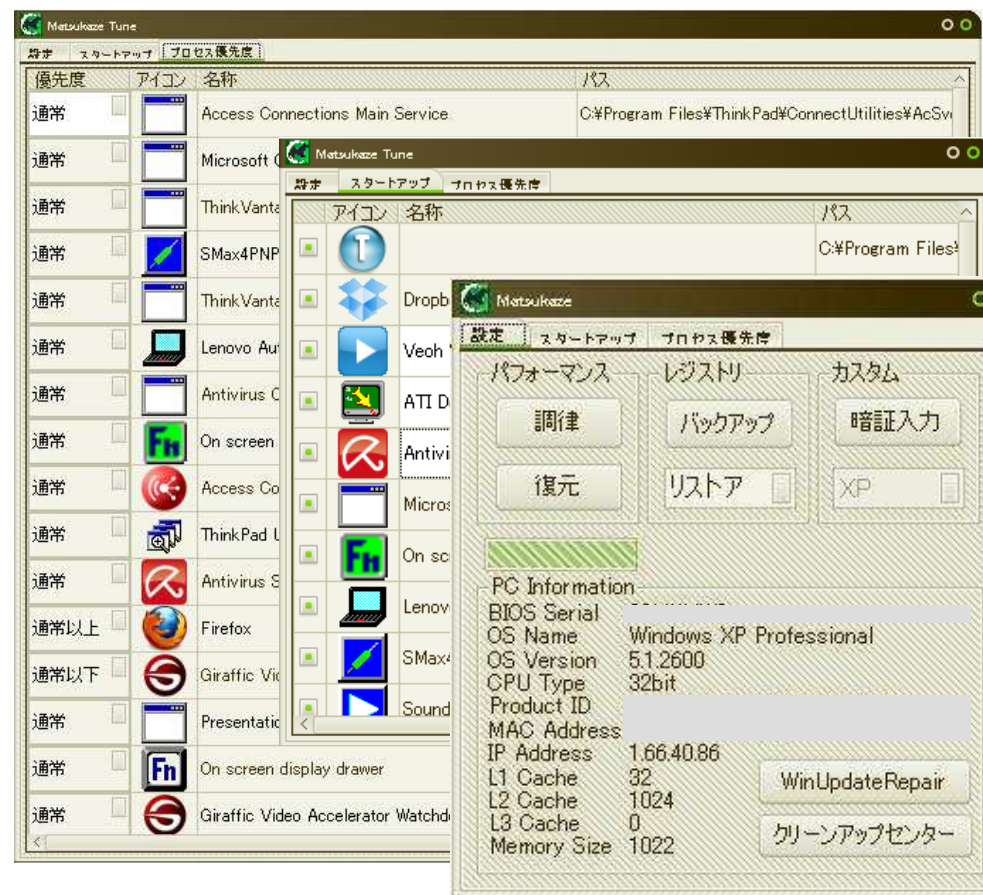 Matsukaze Tune
設定 スタートアップ プロセス優先度
優先度 アイコン 名称 パス
通常 Access Connections Main Service C:¥Program Files¥ThinkPad¥ConnectUtilities¥AcSv
通常 Microsoft
通常 ThinkVanta
通常 SMax4PNP
通常 ThinkVanta
通常 Lenovo Au
通常 Antivirus
通常 Fn On screen
通常 Access Co
通常 ThinkPad
通常 Antivirus S
通常以上 Firefox
通常以下 Giraffic Vi
通常 Presentati
通常 Fn On screen display drawer
通常 Giraffic Video Accelerator Watchd
Matsukaze Tune
設定 スタートアップ プロセス優先度
アイコン 名称 パス
T C:¥Program Files¥
Dropb
Veoh
ATI D
Antivi
Micros
Fn On sc
Lenov
SMax4
Sound
Matsukaze
設定 スタートアップ プロセス優先度
パフォーマンス レジストリ カスタム
調律 バックアップ 暗証入力
復元 リストア XP
PC Information
BIOS Serial
OS Name Windows XP Professional
OS Version 5.1.2600
CPU Type 32bit
Product ID
MAC Address
IP Address 1.66.40.86
L1 Cache 32
L2 Cache 1024
L3 Cache 0
Memory Size 1022
WinUpdateRepair
クリーンアップセンター